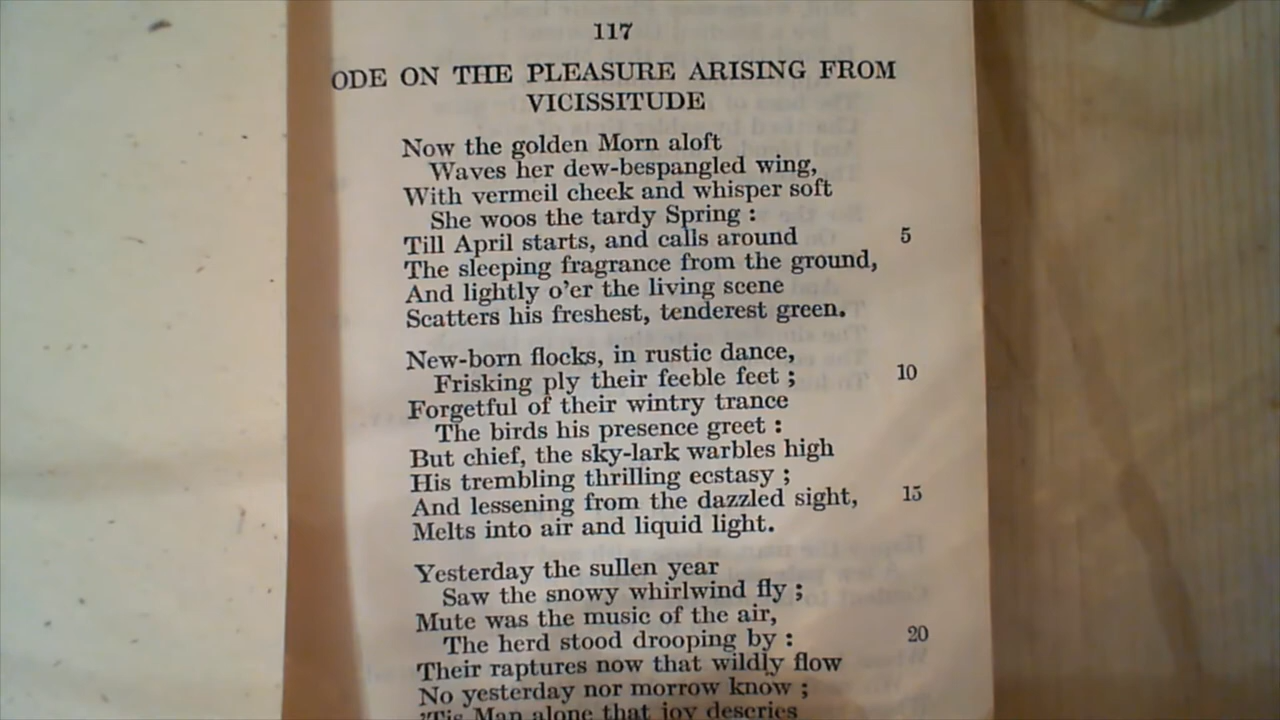 117
ODE ON THE PLEASURE ARISING FROM
VICISSITUDE
Now the golden Morn aloft
Waves her dew-bespangled wing,
With vermeil cheek and whisper soft
She woos the tardy Spring :
Till April starts, and calls around 5
The sleeping fragrance from the ground,
And lightly o'er the living scene
Scatters his freshest, tenderest green.
New-born flocks, in rustic dance,
Frisking ply their feeble feet ; 10
Forgetful of their wintry trance
The birds his presence greet :
But chief, the sky-lark warbles high
His trembling thrilling ecstasy ;
And lessening from the dazzled sight, 15
Melts into air and liquid light.
Yesterday the sullen year
Saw the snowy whirlwind fly ;
Mute was the music of the air,
The herd stood drooping by : 20
Their raptures now that wildly flow
No yesterday nor morrow know ;
'Tis Man alone that joy descries